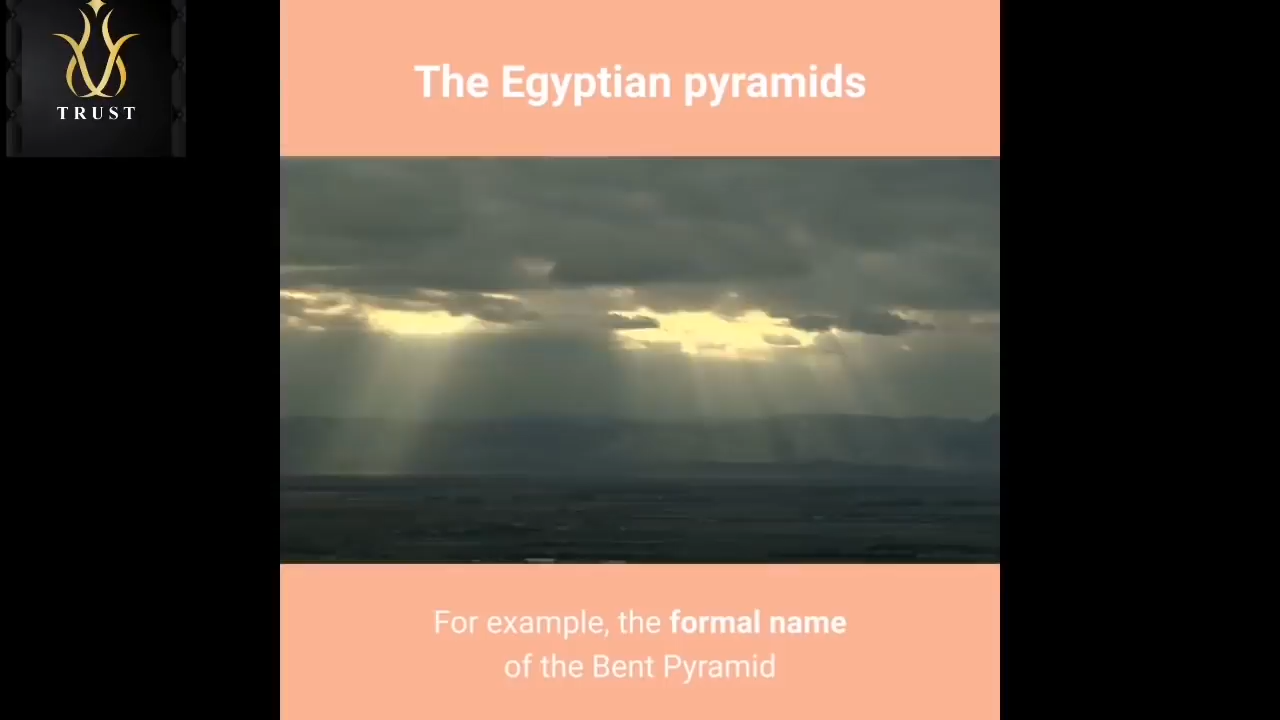 TRUST
The Egyptian pyramids
For example, the formal name
of the Bent Pyramid